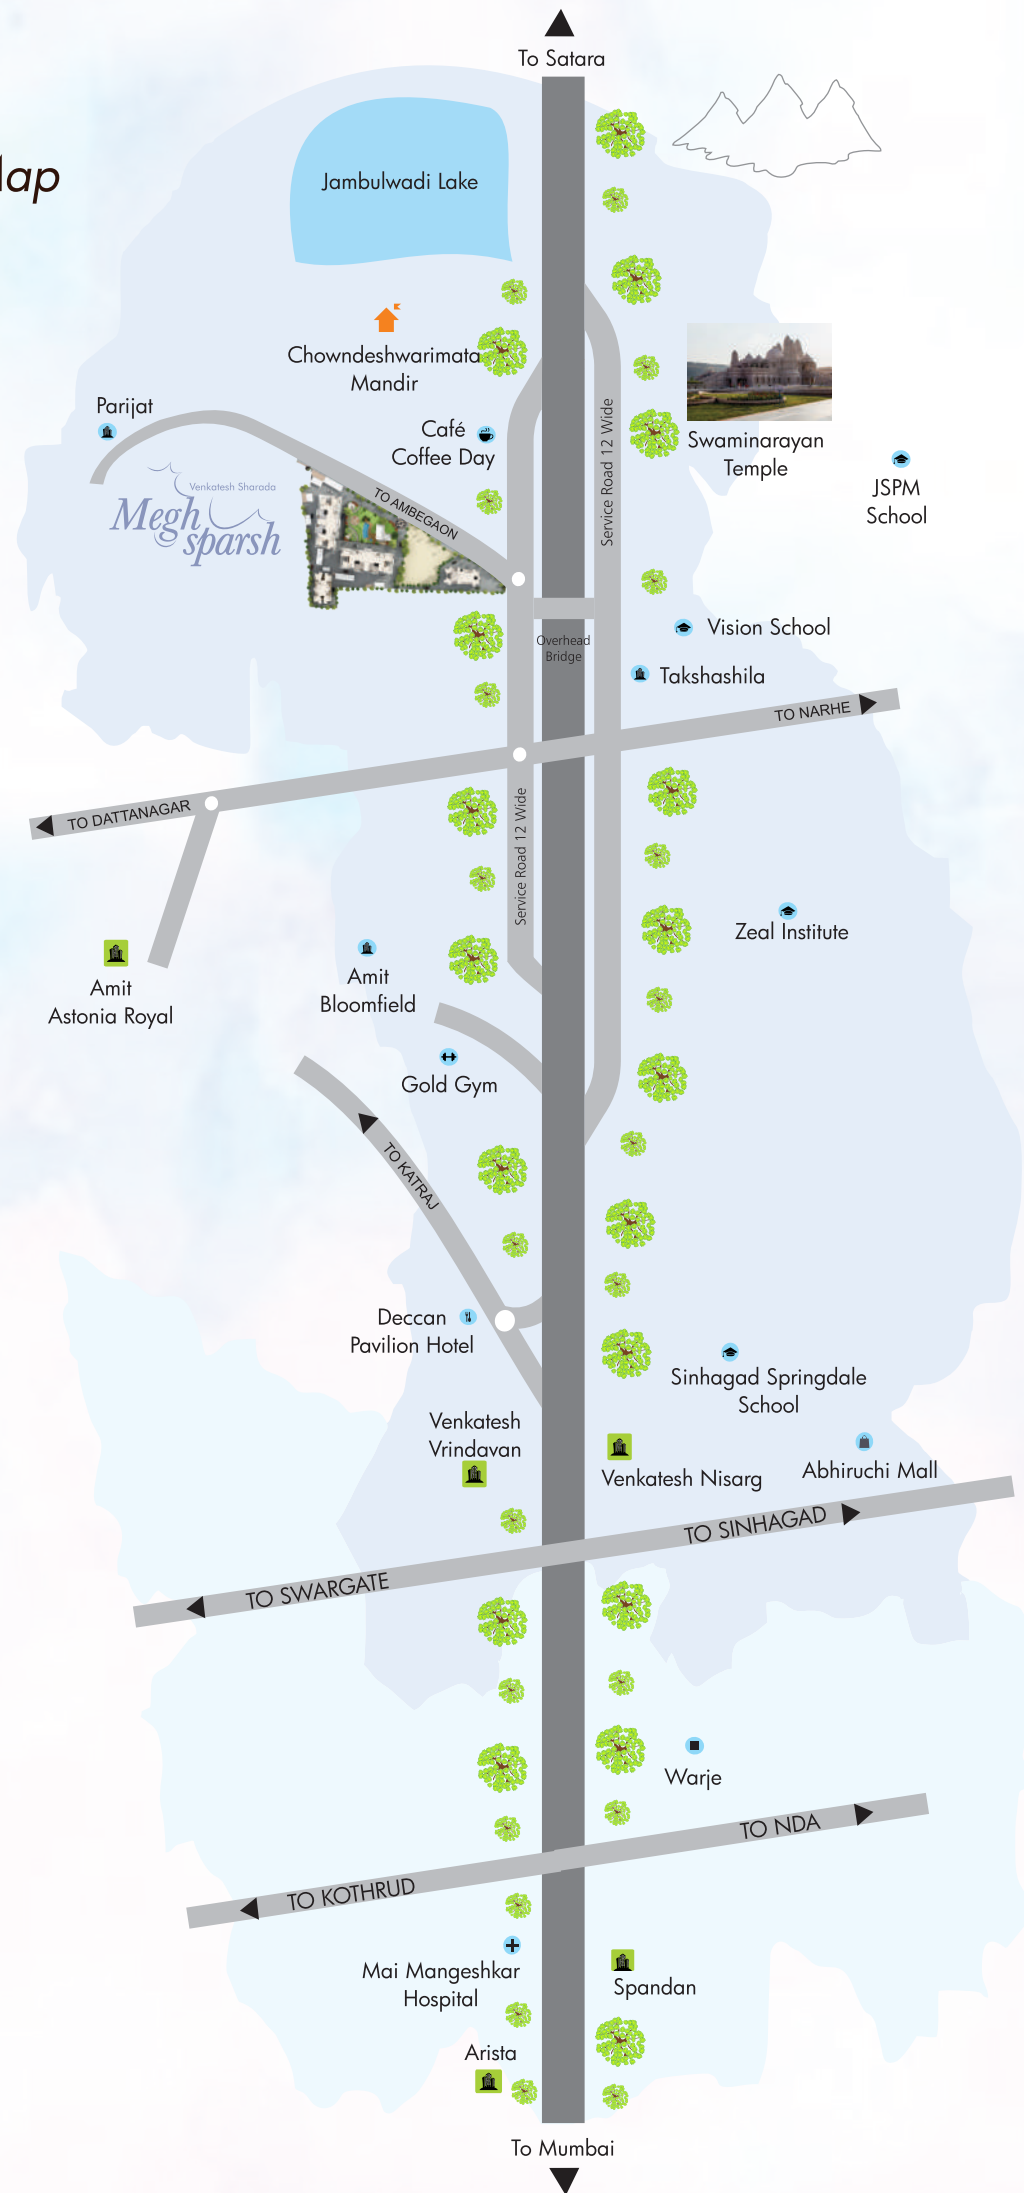 To Satara
ap
Jambulwadi Lake
Chowndeshwarimata
Mandir
Parijat
Café
Coffee Day
Service Road 12 Wide
Swaminarayan
Temple
JSPM
School
Venkatesh Sharada
Megh
sparsh
TO AMBEGAON
Overhead
Bridge
Vision School
Takshashila
TO NARHE
TO DATTANAGAR
Service Road 12 Wide
Zeal Institute
Amit
Astonia Royal
Amit
Bloomfield
Gold Gym
TO KATRAJ
Deccan
Pavilion Hotel
Sinhagad Springdale
School
Venkatesh
Vrindavan
Venkatesh Nisarg
Abhiruchi Mall
TO SINHAGAD
TO SWARGATE
Warje
TO NDA
TO KOTHRUD
Mai Mangeshkar
Hospital
Spandan
Arista
To Mumbai